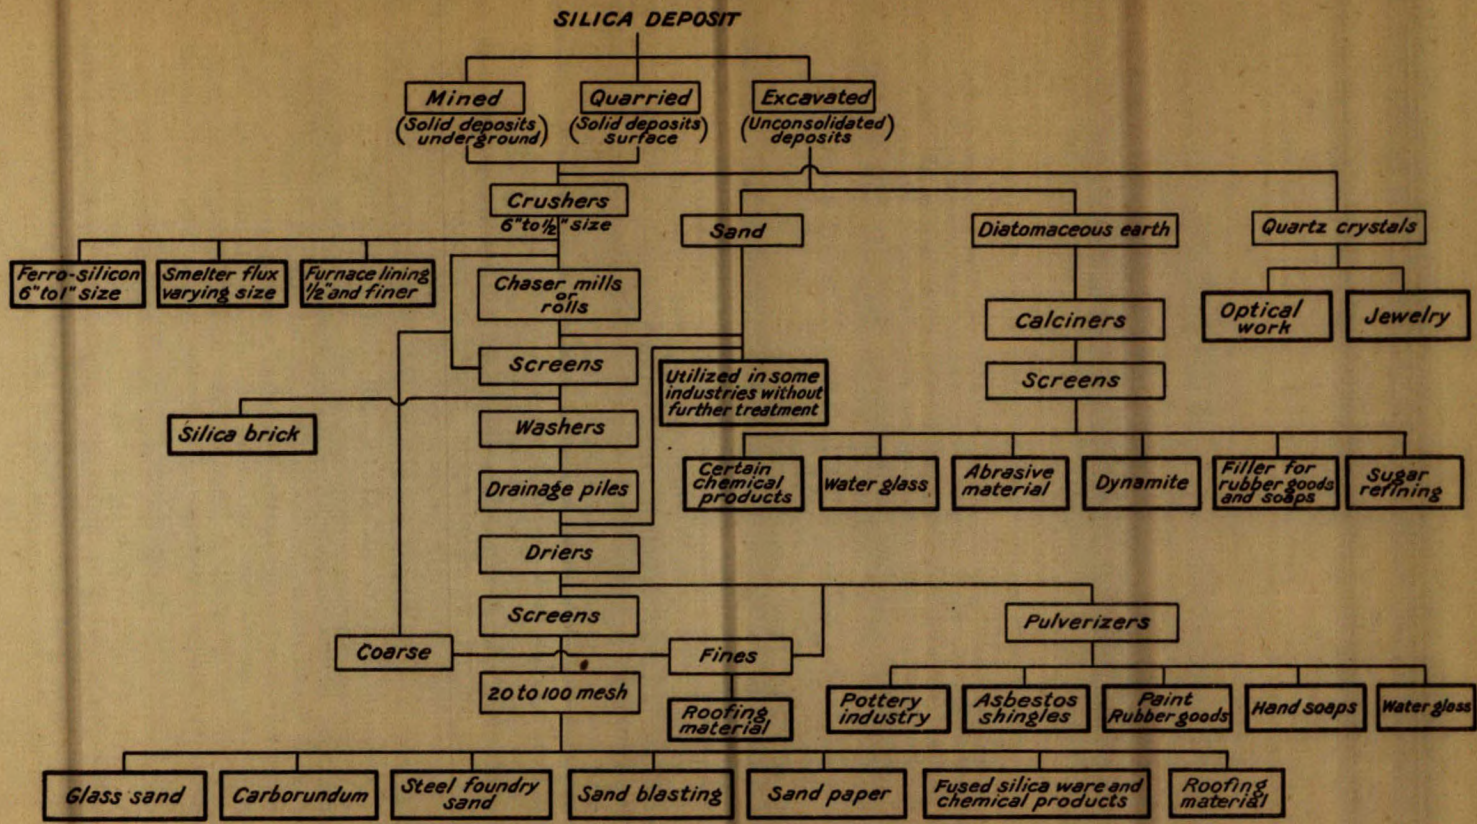 SILICA DEPOSIT
Mined
(Solid deposits
underground)
Quarried
(Solid deposits
surface)
Excavated
(Unconsolidated
deposits)
Crushers
6" to 1/2" size
Sand
Diatomaceous earth
Quartz crystals
Ferro-silicon
6" to 1" size
Smelter flux
varying size
Furnace lining
1/2" and finer
Chaser mills
or
rolls
Calciners
Optical
work
Jewelry
Screens
Utilized in some
industries without
further treatment
Screens
Silica brick
Washers
Drainage piles
Certain
chemical
products
Water glass
Abrasive
material
Dynamite
Filler for
rubber goods
and soaps
Sugar
refining
Driers
Screens
Pulverizers
Coarse
Fines
20 to 100 mesh
Roofing
material
Pottery
industry
Asbestos
shingles
Paint
Rubber goods
Hand soaps
Water glass
Glass sand
Carborundum
Steel foundry
sand
Sand blasting
Sand paper
Fused silica ware and
chemical products
Roofing
material